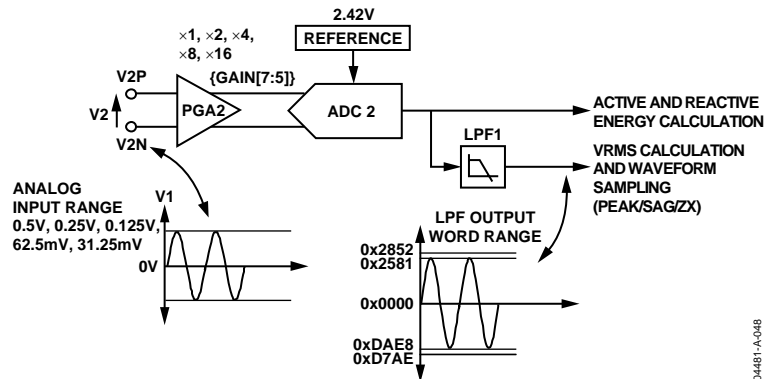 2.42V
REFERENCE
×1, ×2, ×4,
×8, ×16
{GAIN[7:5]}
V2P
V2
V2N
PGA2
ADC 2
ACTIVE AND REACTIVE
ENERGY CALCULATION
LPF1
VRMS CALCULATION
AND WAVEFORM
SAMPLING
(PEAK/SAG/ZX)
ANALOG
INPUT RANGE
0.5V, 0.25V, 0.125V,
62.5mV, 31.25mV
V1
0V
LPF OUTPUT
WORD RANGE
0x2852
0x2581
0x0000
0xDAE8
0xD7AE
04481-A-048